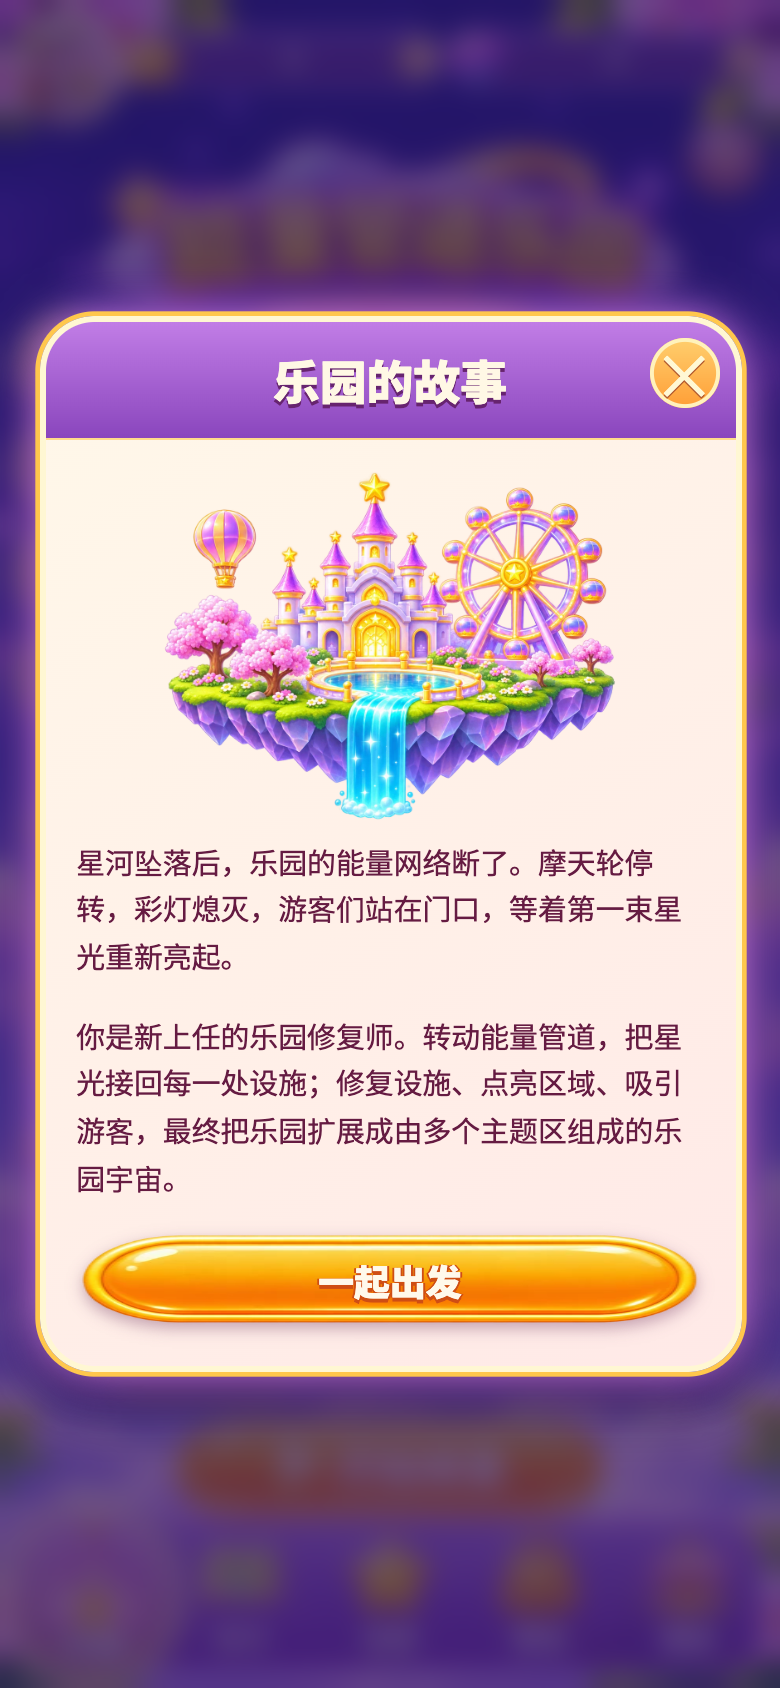 乐园的故事
星河坠落后，乐园的能量网络断了。摩天轮停
转，彩灯熄灭，游客们站在门口，等着第一束星
光重新亮起。
你是新上任的乐园修复师。转动能量管道，把星
光接回每一处设施；修复设施、点亮区域、吸引
游客，最终把乐园扩展成由多个主题区组成的乐
园宇宙。
一起出发